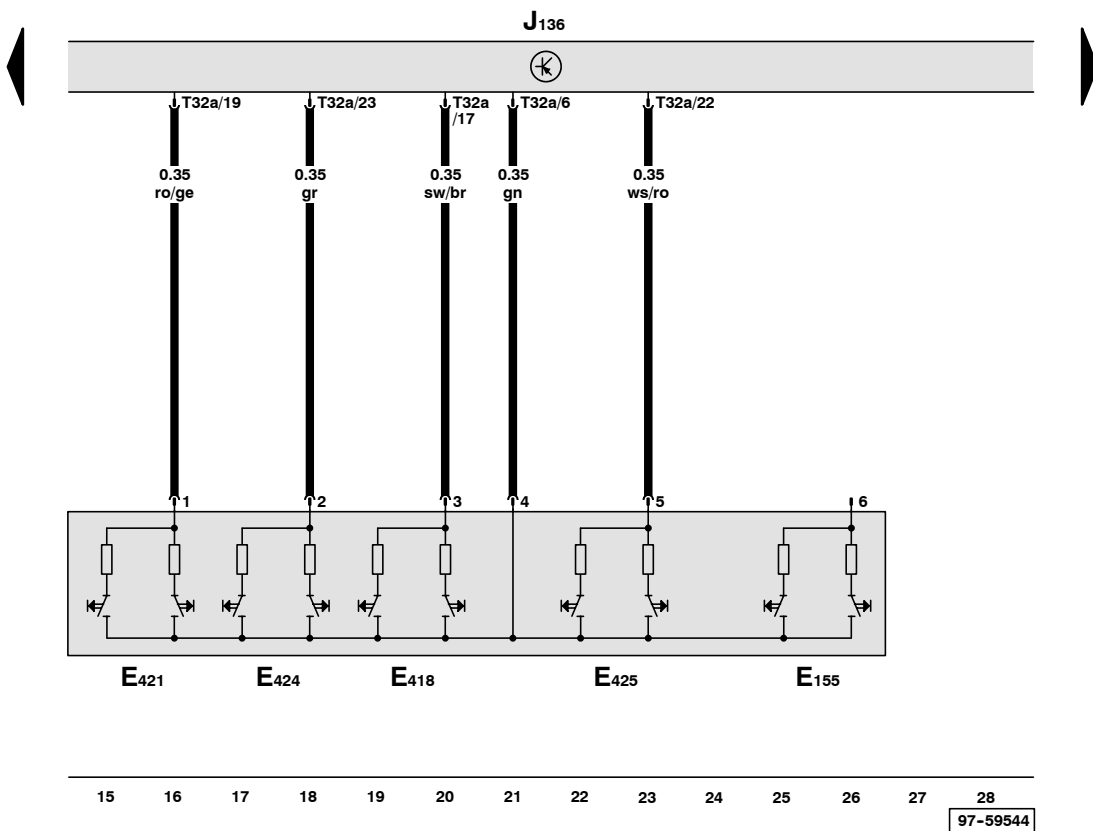 J136
T32a/19 T32a/23 T32a T32a/6 T32a/22
/17
0.35 0.35 0.35 0.35 0.35
ro/ge gr sw/br gn ws/ro
1 2 3 4 5 6
E421 E424 E418 E425 E155
15 16 17 18 19 20 21 22 23 24 25 26 27 28
97-59544